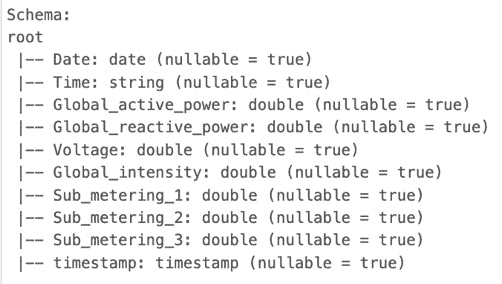 Schema:
root
 |-- Date: date (nullable = true)
 |-- Time: string (nullable = true)
 |-- Global_active_power: double (nullable = true)
 |-- Global_reactive_power: double (nullable = true)
 |-- Voltage: double (nullable = true)
 |-- Global_intensity: double (nullable = true)
 |-- Sub_metering_1: double (nullable = true)
 |-- Sub_metering_2: double (nullable = true)
 |-- Sub_metering_3: double (nullable = true)
 |-- timestamp: timestamp (nullable = true)